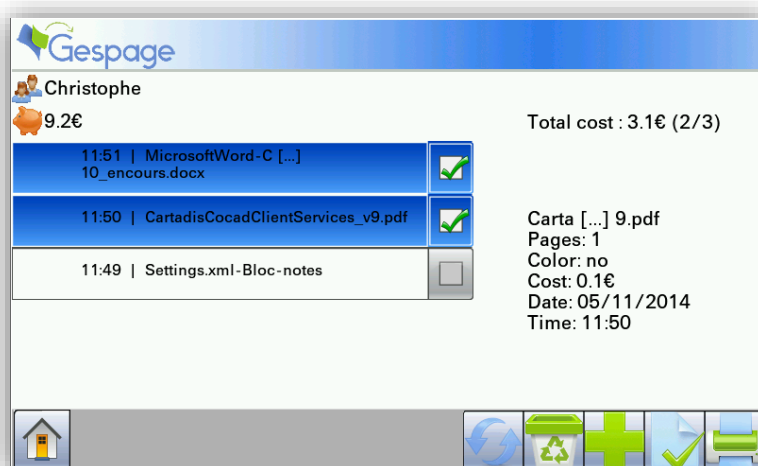 Gespage
Christophe
9.2€
Total cost : 3.1€ (2/3)
11:51 | MicrosoftWord-C [...]
10_encours.docx
11:50 | CartadisCocadClientServices_v9.pdf
11:49 | Settings.xml-Bloc-notes
Carta [...] 9.pdf
Pages: 1
Color: no
Cost: 0.1€
Date: 05/11/2014
Time: 11:50